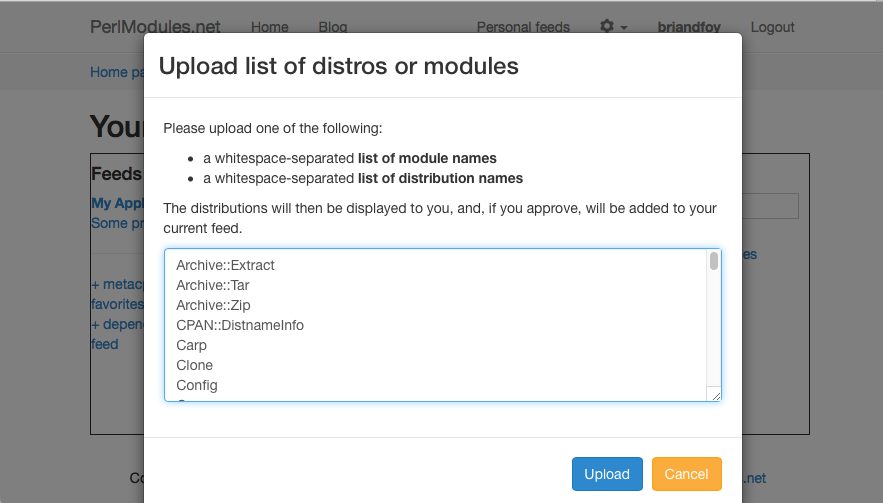 PerlModules.net Home Blog Personal feeds briandfoy Logout
Upload list of distros or modules
Home pa
Please upload one of the following:
Your
• a whitespace-separated list of module names
• a whitespace-separated list of distribution names
Feeds
My Appl
The distributions will then be displayed to you, and, if you approve, will be added to your
Some pr
current feed.
es
Archive::Extract
Archive::Tar
+ metacp
Archive::Zip
favorites
CPAN::DistnameInfo
+ depen
Carp
feed
Clone
Config
Upload Cancel
Co
.net